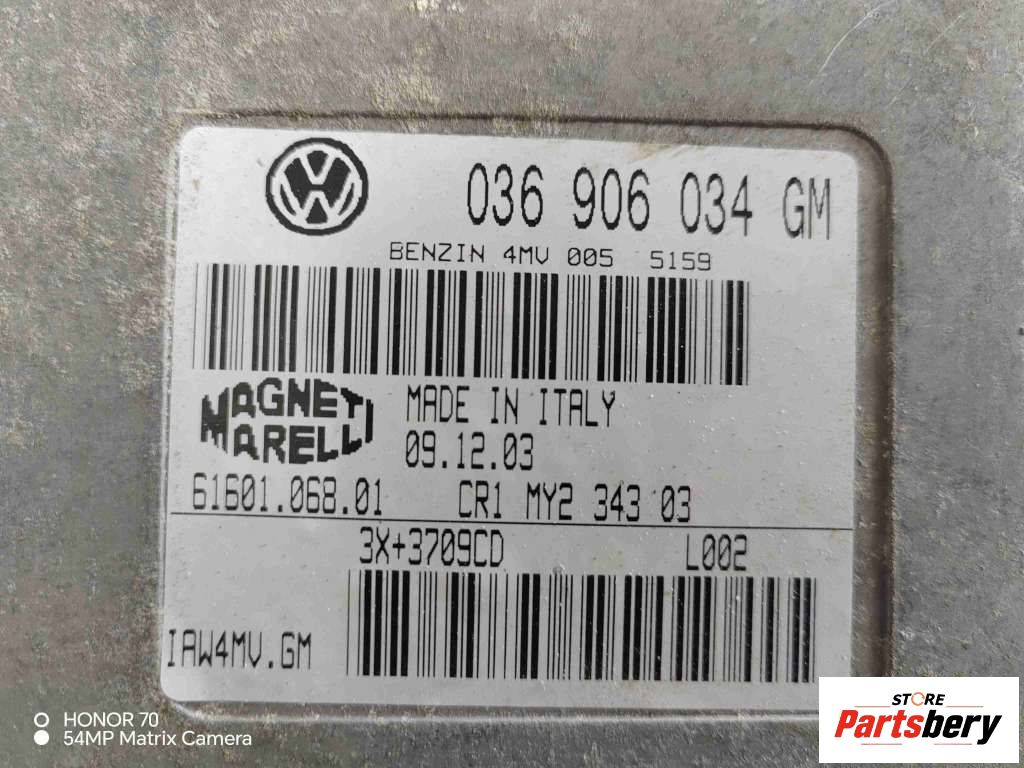 036 906 034 GM
BENZIN 4MV 005 5159
MAGNETI
MARELLI
MADE IN ITALY
09.12.03
61601.068.01 CR1 MY2 343 03
3X+3709CD L002
IAW4MV.GM
HONOR 70
54MP Matrix Camera
STORE
Partsbery